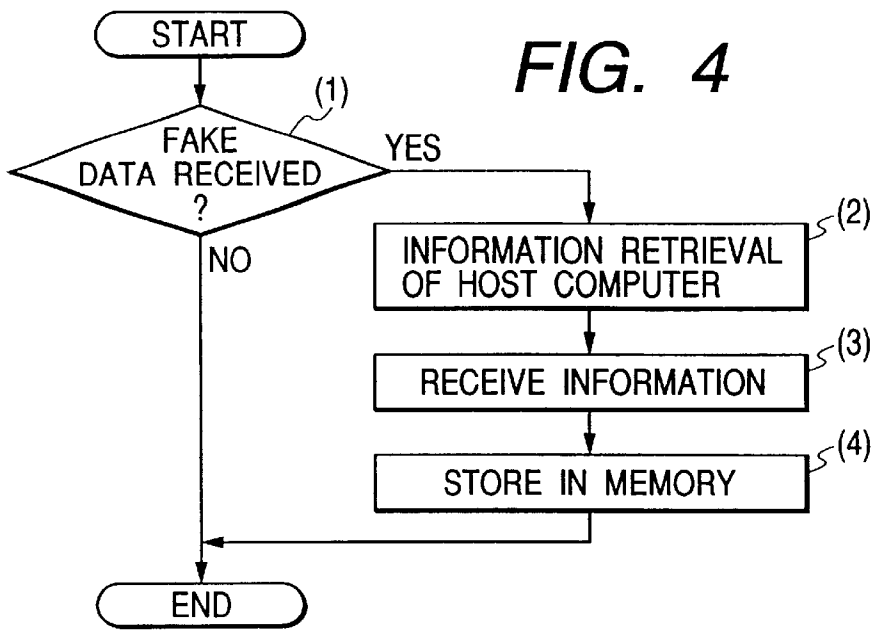 START
FIG. 4
(1)
FAKE
DATA RECEIVED
?
YES
NO
(2)
INFORMATION RETRIEVAL
OF HOST COMPUTER
(3)
RECEIVE INFORMATION
(4)
STORE IN MEMORY
END